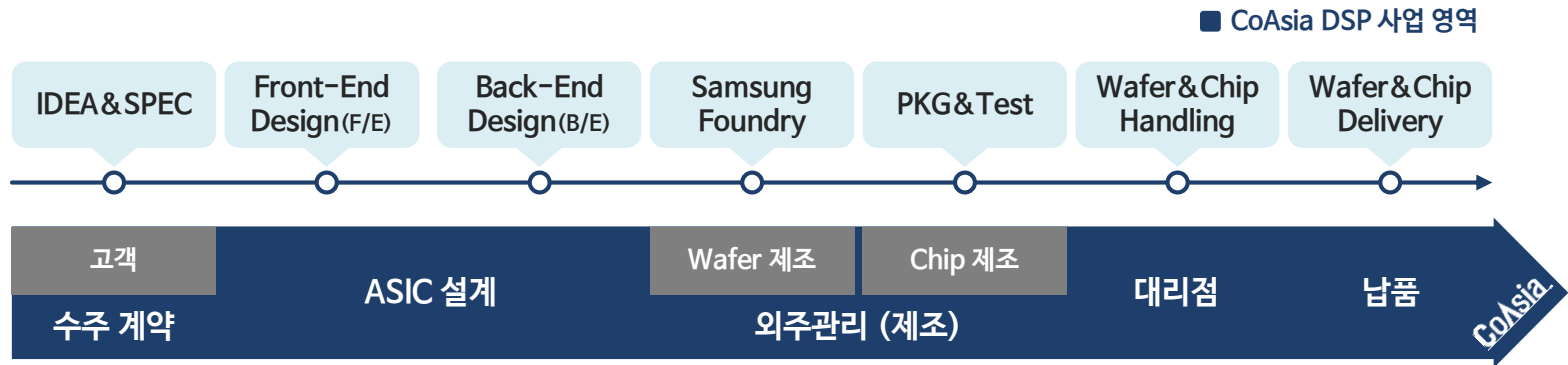 CoAsia DSP 사업 영역
IDEA&SPEC
Front-End
Design(F/E)
Back-End
Design(B/E)
Samsung
Foundry
PKG&Test
Wafer&Chip
Handling
Wafer&Chip
Delivery
고객
수주 계약
ASIC 설계
Wafer 제조
Chip 제조
외주관리 (제조)
대리점
납품
CoAsia